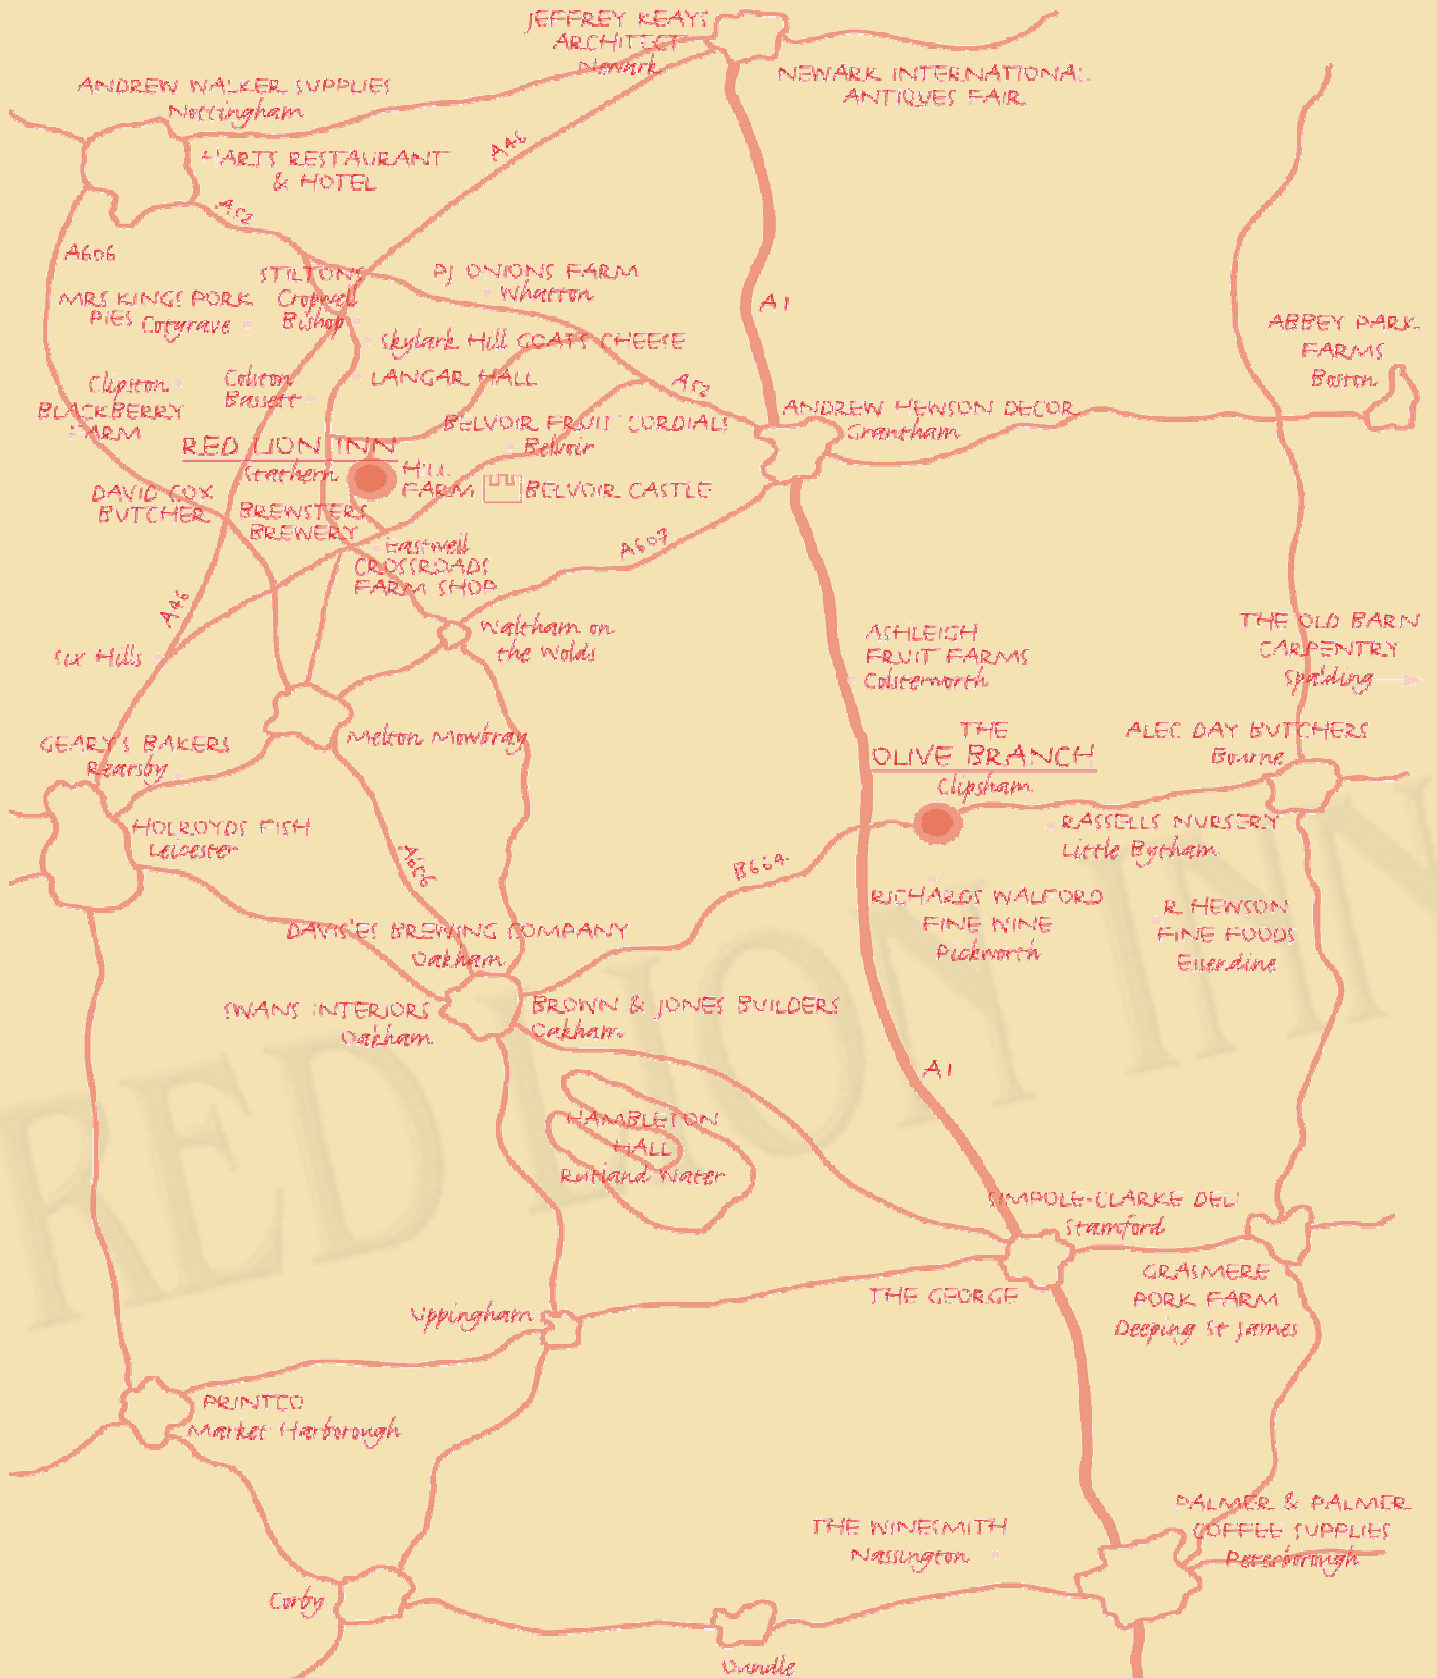 JEFFREY KEAYS
ARCHITECT
Newark
NEWARK INTERNATIONAL
ANTIQUES FAIR
ANDREW WALKER SUPPLIES
Nottingham
HARTS RESTAURANT
& HOTEL
A46
A52
A606
STILTONS
Cropwell
Bishop
PJ ONIONS FARM
Whatton
MRS KINGS PORK
PIES Cotgrave
A1
Skylark Hill GOATS CHEESE
ABBEY PARK
FARMS
Boston
Clipston
BLACKBERRY
FARM
Colston
Bassett
LANGAR HALL
A52
ANDREW HEWSON DECOR
Grantham
BELVOIR FRUIT CORDIALS
Belvoir
RED LION INN
Stathern
HILL
FARM
BELVOIR CASTLE
DAVID COX
BUTCHER
BREWSTERS
BREWERY
Eastwell
CROSSROADS
FARM SHOP
A607
A46
Six Hills
Waltham on
the Wolds
ASHLEIGH
FRUIT FARMS
Colsterworth
THE OLD BARN
CARPENTRY
Spalding
GEARY'S BAKERS
Rearsby
Melton Mowbray
THE
OLIVE BRANCH
Clipsham
ALEC DAY BUTCHERS
Bourne
HOLROYDS FISH
Leicester
A606
B664
RASSELLS NURSERY
Little Bytham
RICHARDS WALFORD
FINE WINE
Pickworth
R HEWSON
FINE FOODS
Essendine
DAVIS'ES BREWING COMPANY
Oakham
SWANS INTERIORS
Oakham
BROWN & JONES BUILDERS
Oakham
A1
HAMBLETON
HALL
Rutland Water
RED LION INN
SIMPOLE-CLARKE DELI
Stamford
THE GEORGE
GRASMERE
PORK FARM
Deeping St James
Uppingham
PRINTCO
Market Harborough
PALMER & PALMER
COFFEE SUPPLIES
Peterborough
THE WINESMITH
Nassington
Corby
Oundle